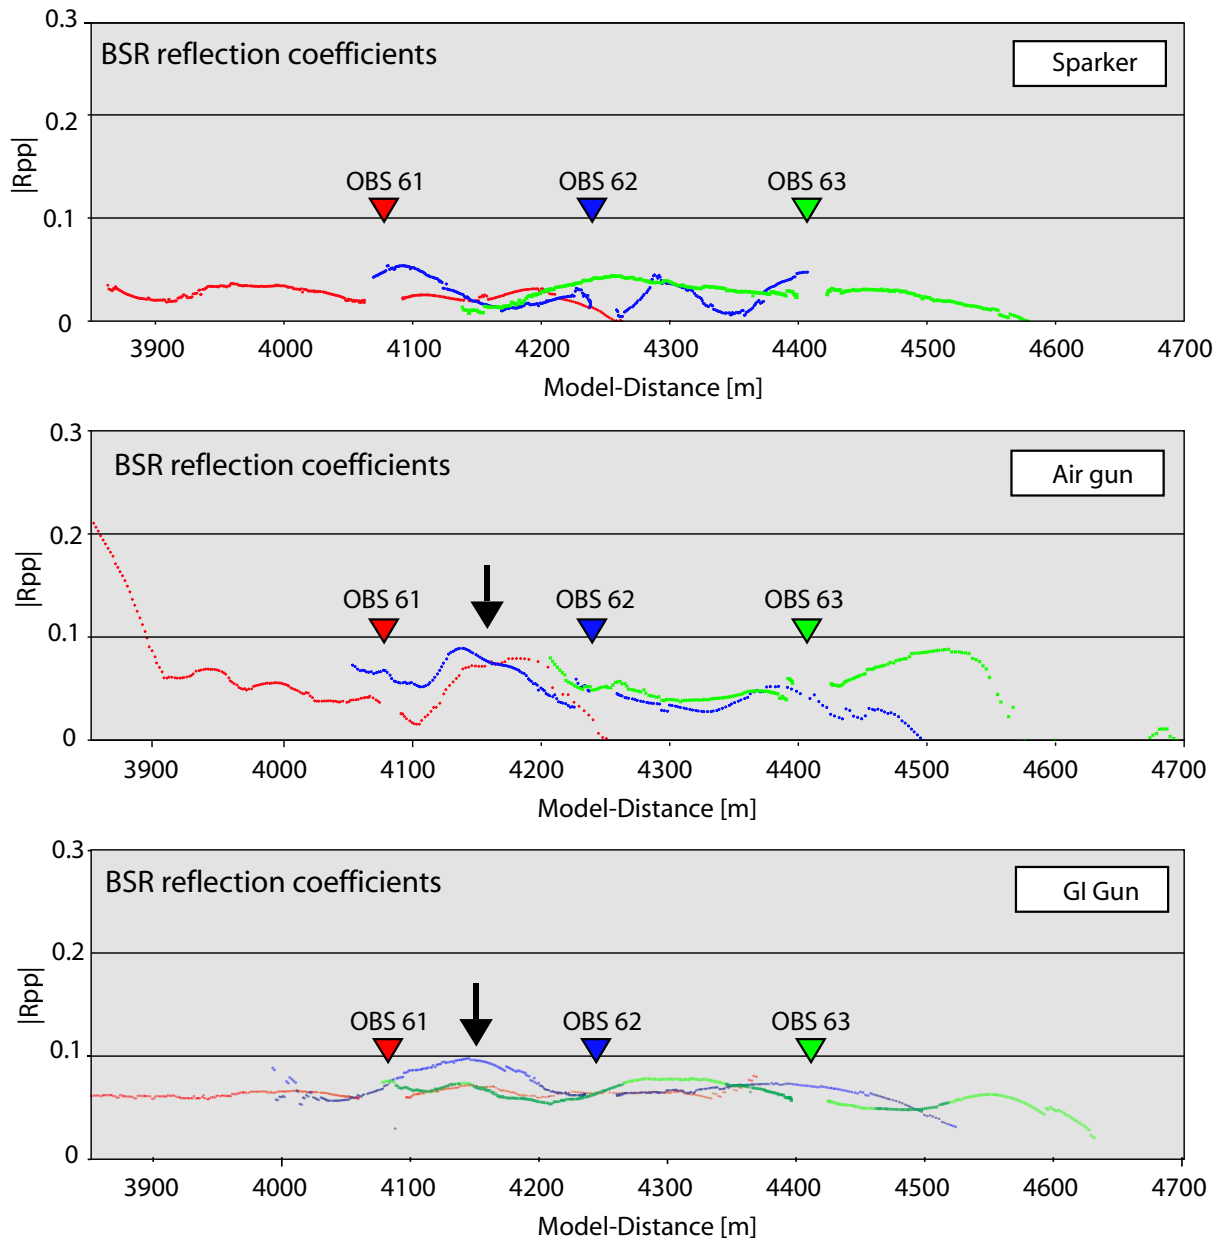 0.3
BSR reflection coefficients
Sparker
0.2
|Rpp|
OBS 61 OBS 62 OBS 63
0.1
0
3900 4000 4100 4200 4300 4400 4500 4600 4700
Model-Distance [m]
0.3
BSR reflection coefficients
Air gun
0.2
|Rpp|
OBS 61 OBS 62 OBS 63
0.1
0
3900 4000 4100 4200 4300 4400 4500 4600 4700
Model-Distance [m]
0.3
BSR reflection coefficients
GI Gun
0.2
|Rpp|
OBS 61 OBS 62 OBS 63
0.1
0
3900 4000 4100 4200 4300 4400 4500 4600 4700
Model-Distance [m]